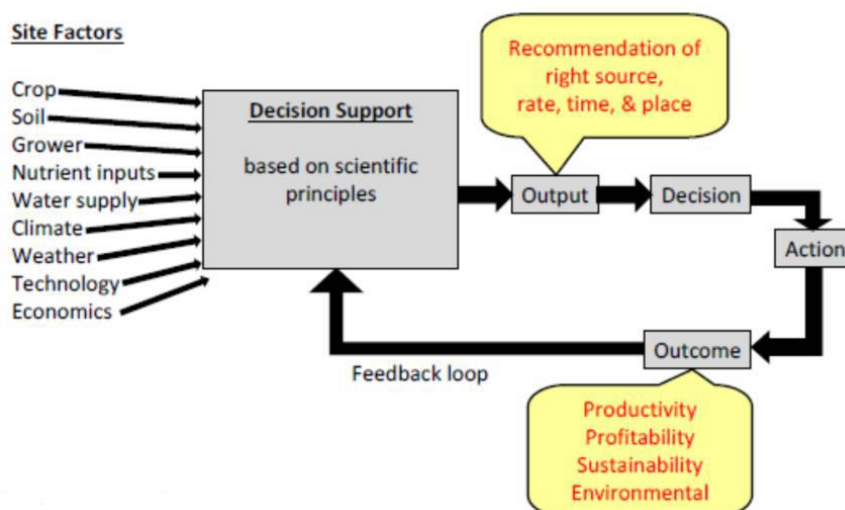 Site Factors
Crop
Soil
Grower
Nutrient inputs
Water supply
Climate
Weather
Technology
Economics
Decision Support
based on scientific
principles
Recommendation of
right source,
rate, time, & place
Output
Decision
Action
Outcome
Feedback loop
Productivity
Profitability
Sustainability
Environmental